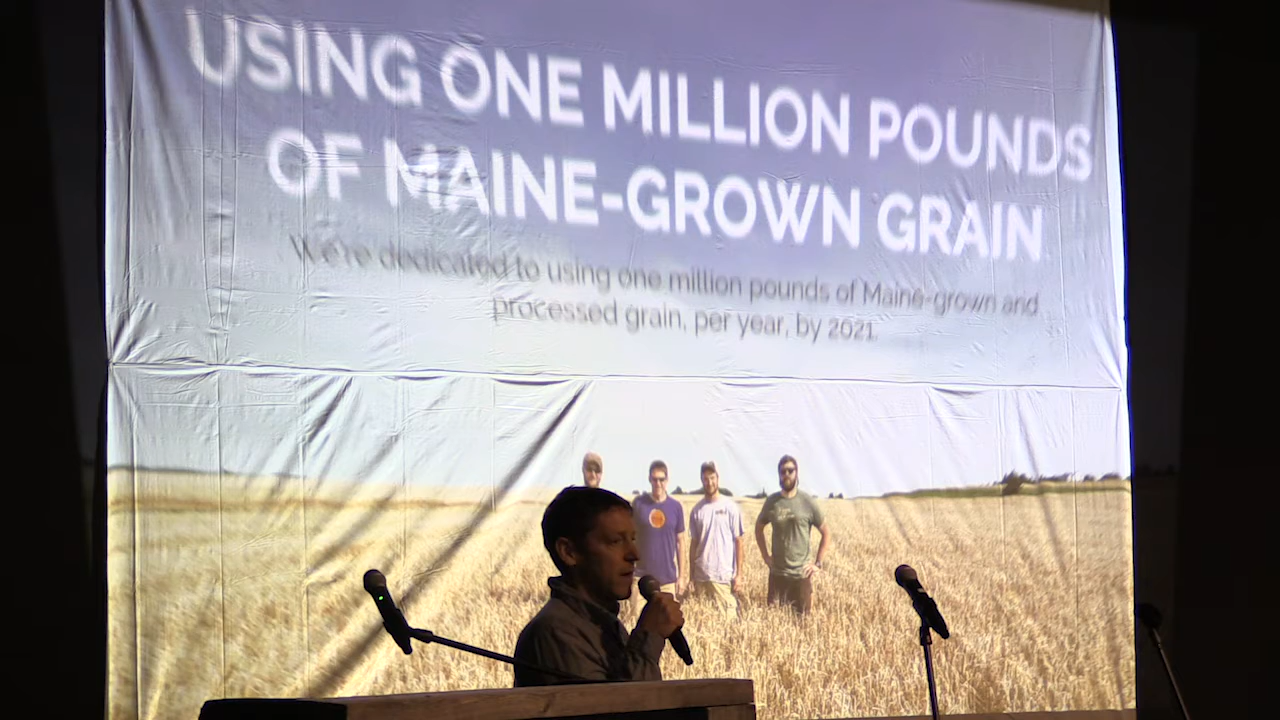 USING ONE MILLION POUNDS
OF MAINE-GROWN GRAIN
We're dedicated to using one million pounds of Maine-grown and
processed grain, per year, by 2021.